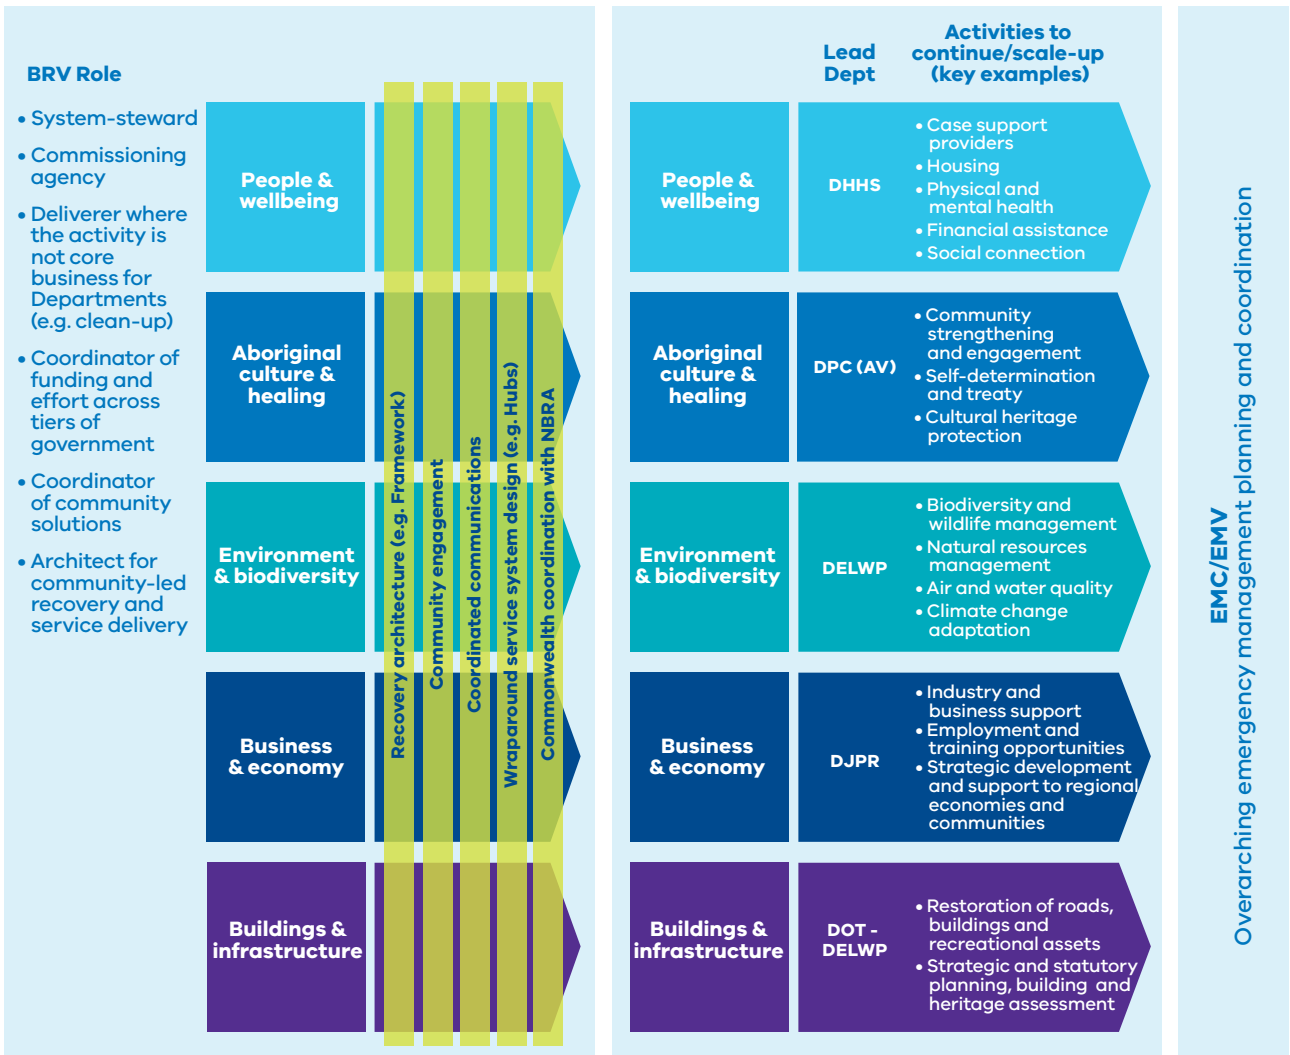 BRV Role
• System-steward
• Commissioning
agency
• Deliverer where
the activity is
not core
business for
Departments
(e.g. clean-up)
• Coordinator of
funding and
effort across
tiers of
government
• Coordinator
of community
solutions
• Architect for
community-led
recovery and
service delivery
People &
wellbeing
Aboriginal
culture &
healing
Environment
& biodiversity
Business
& economy
Buildings &
infrastructure
Recovery architecture (e.g. Framework)
Community engagement
Coordinated communications
Wraparound service system design (e.g. Hubs)
Commonwealth coordination with NBRA
Lead
Dept
Activities to
continue/scale-up
(key examples)
People &
wellbeing
DHHS
• Case support
providers
• Housing
• Physical and
mental health
• Financial assistance
• Social connection
Aboriginal
culture &
healing
DPC (AV)
• Community
strengthening
and engagement
• Self-determination
and treaty
• Cultural heritage
protection
Environment
& biodiversity
DELWP
• Biodiversity and
wildlife management
• Natural resources
management
• Air and water quality
• Climate change
adaptation
Business
& economy
DJPR
• Industry and
business support
• Employment and
training opportunities
• Strategic development
and support to regional
economies and
communities
Buildings &
infrastructure
DOT -
DELWP
• Restoration of roads,
buildings and
recreational assets
• Strategic and statutory
planning, building and
heritage assessment
EMC/EMV
Overarching emergency management planning and coordination